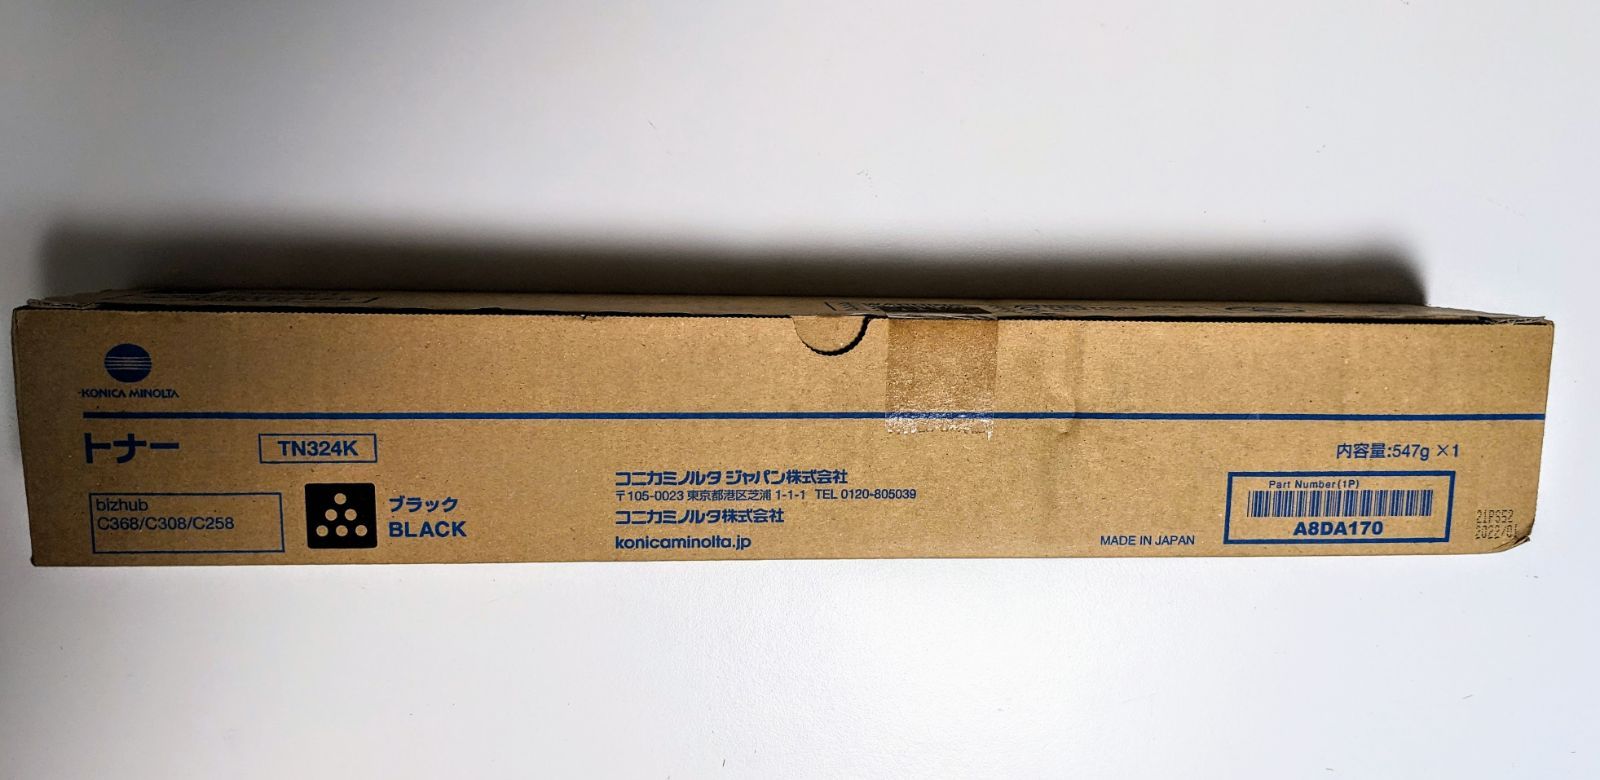 KONICA MINOLTA
トナー
TN324K
bizhub
C368/C308/C258
ブラック
BLACK
コニカミノルタ ジャパン株式会社
〒105-0023 東京都港区芝浦 1-1-1 TEL 0120-805039
コニカミノルタ株式会社
konicaminolta.jp
MADE IN JAPAN
内容量:547g ×1
Part Number(1P)
A8DA170
21PS52
2022/01